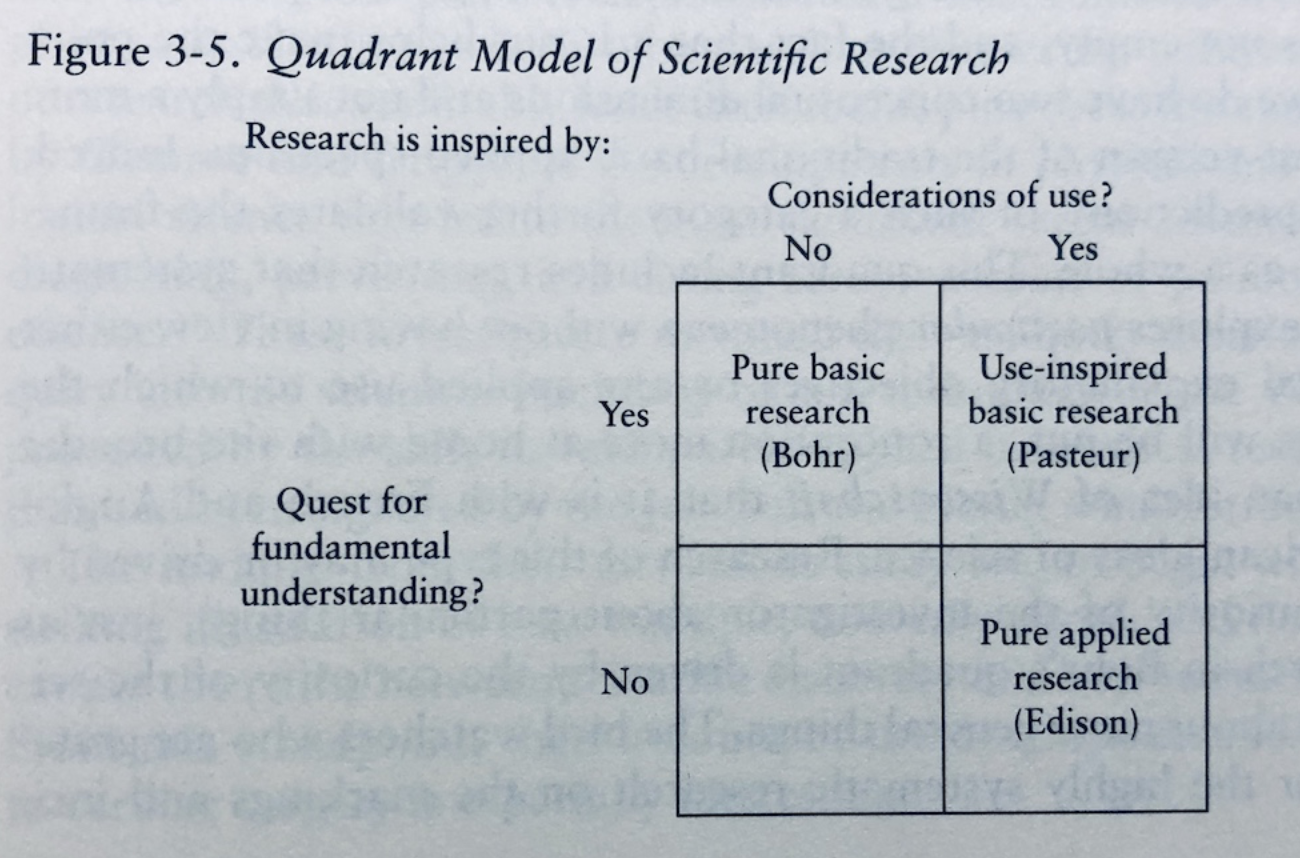 Figure 3-5. Quadrant Model of Scientific Research
Research is inspired by:
Considerations of use?
No Yes
Yes
Pure basic
research
(Bohr)
Use-inspired
basic research
(Pasteur)
Quest for
fundamental
understanding?
No
Pure applied
research
(Edison)